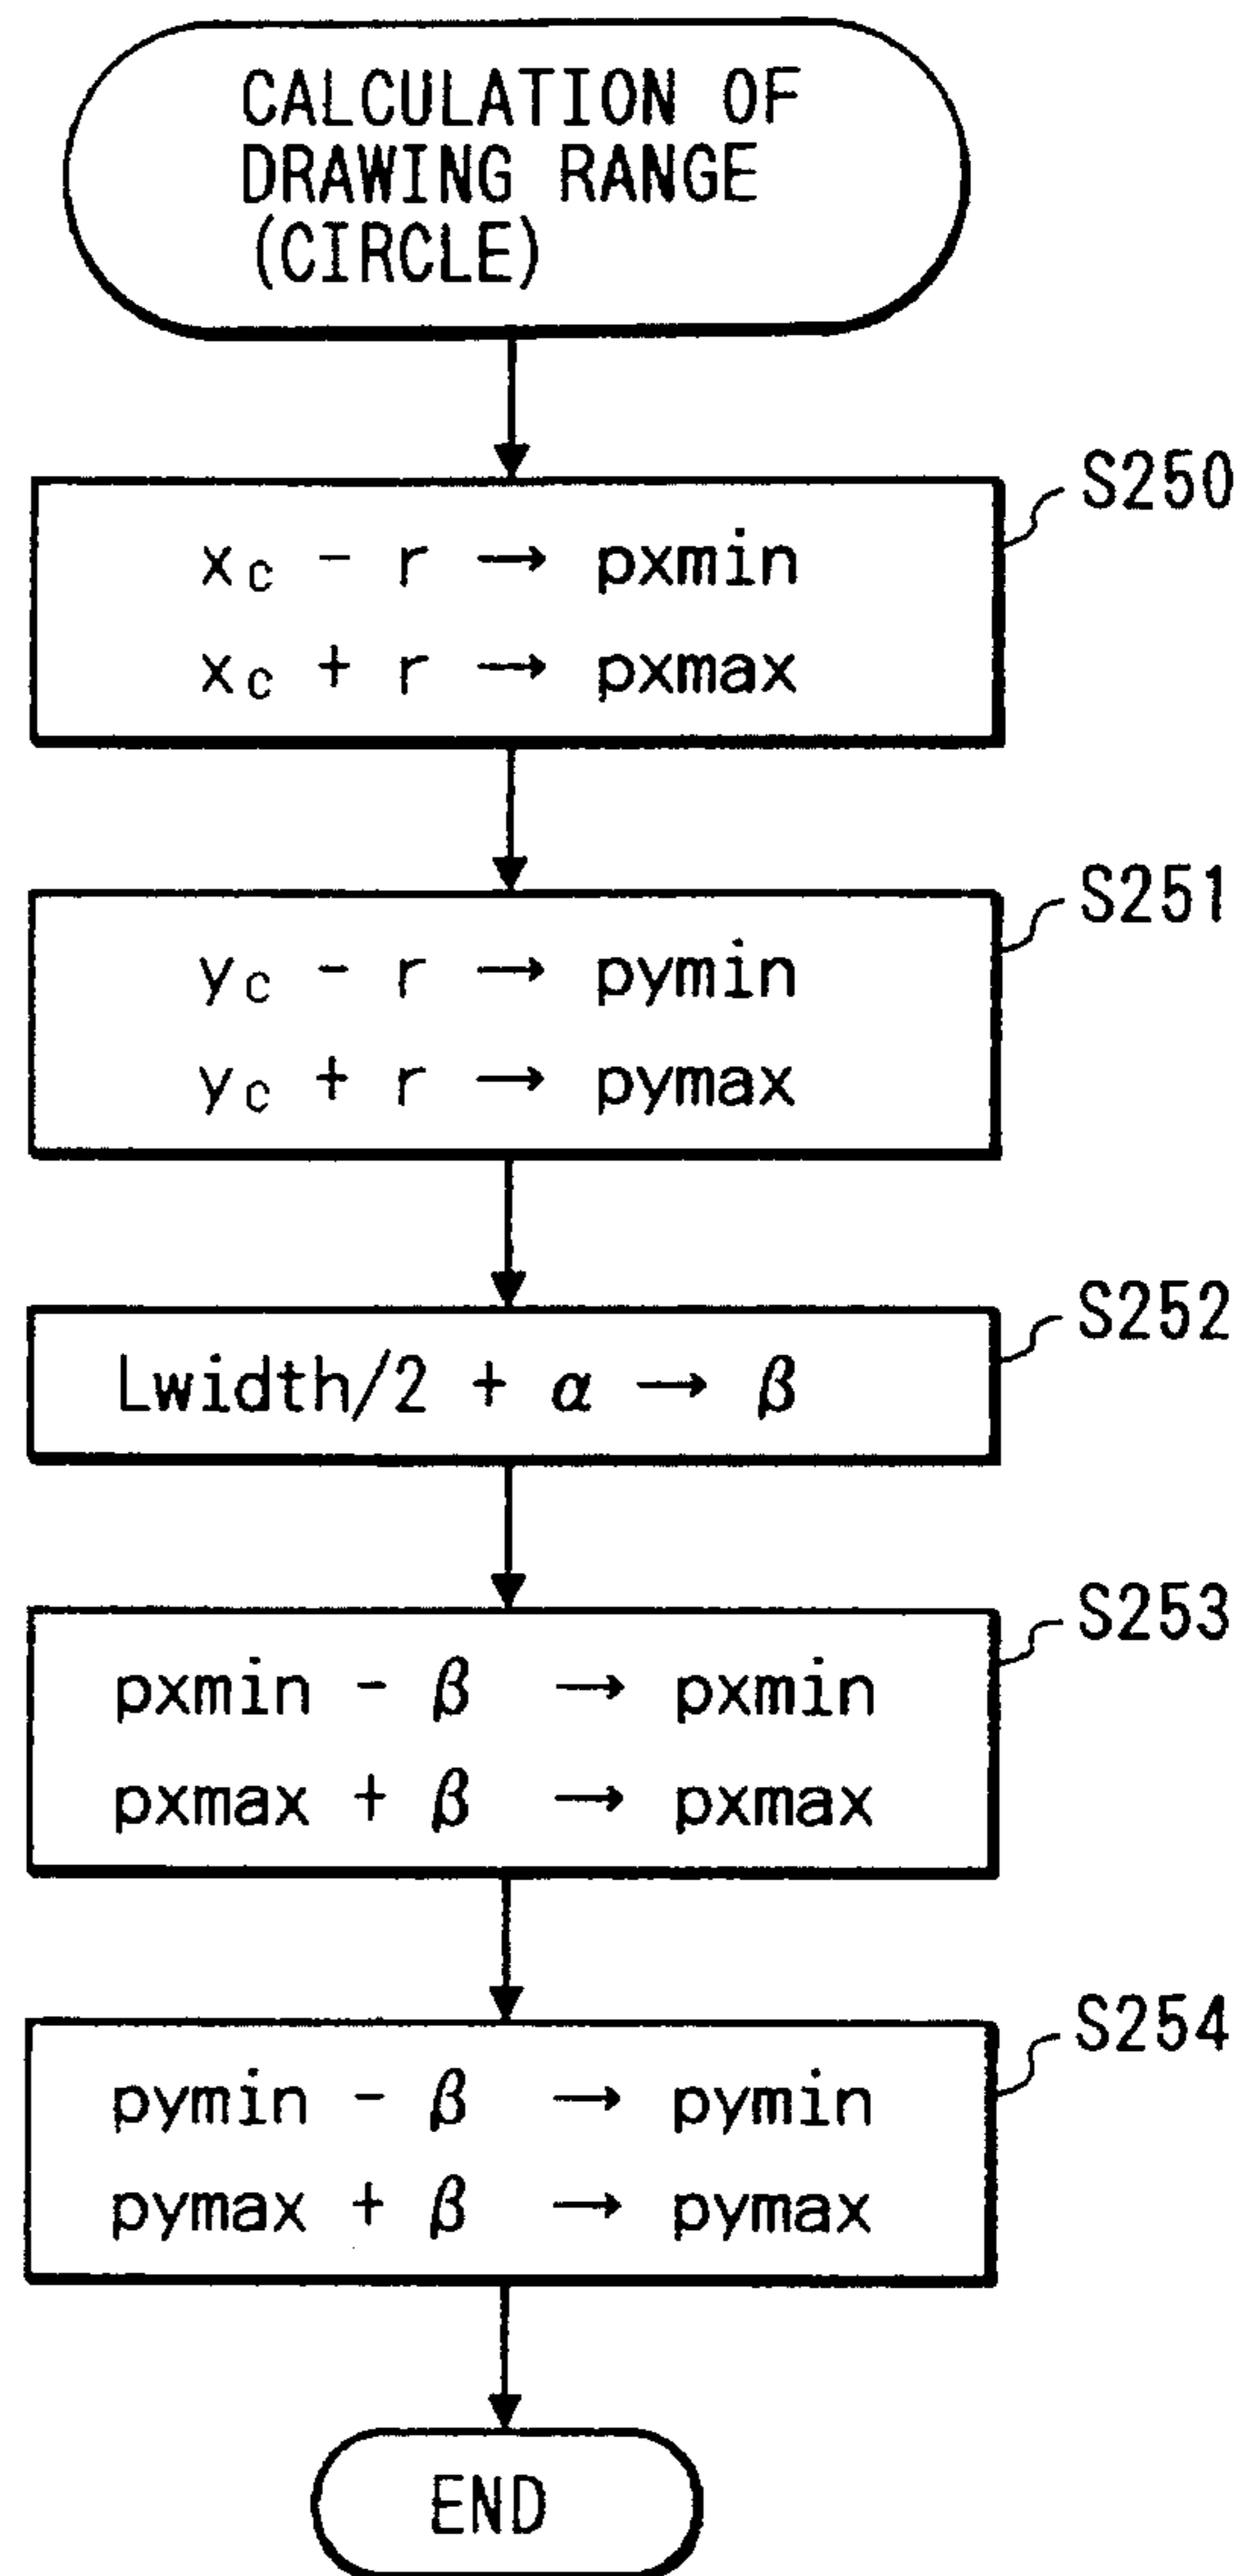 CALCULATION OF
DRAWING RANGE
(CIRCLE)
S250
xc - r → pxmin
xc + r → pxmax
S251
yc - r → pymin
yc + r → pymax
S252
Lwidth/2 + α → β
S253
pxmin - β → pxmin
pxmax + β → pxmax
S254
pymin - β → pymin
pymax + β → pymax
END